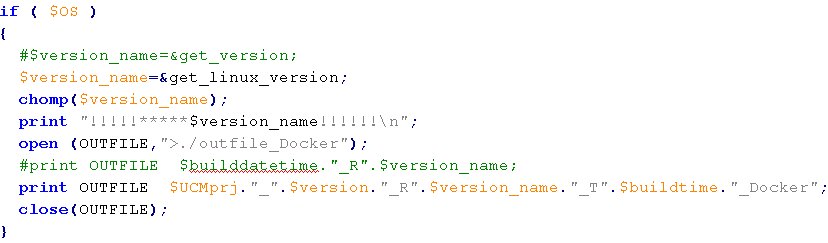 if ( $OS )
{
  #$version_name=&get_version;
  $version_name=&get_linux_version;
  chomp($version_name);
  print "!!!!!*****$version_name!!!!!!\n";
  open (OUTFILE,">./outfile_Docker");
  #print OUTFILE  $builddatetime."_R".$version_name;
  print OUTFILE  $UCMprj."_".$version."_R".$version_name."_T".$buildtime."_Docker";
  close(OUTFILE);
}